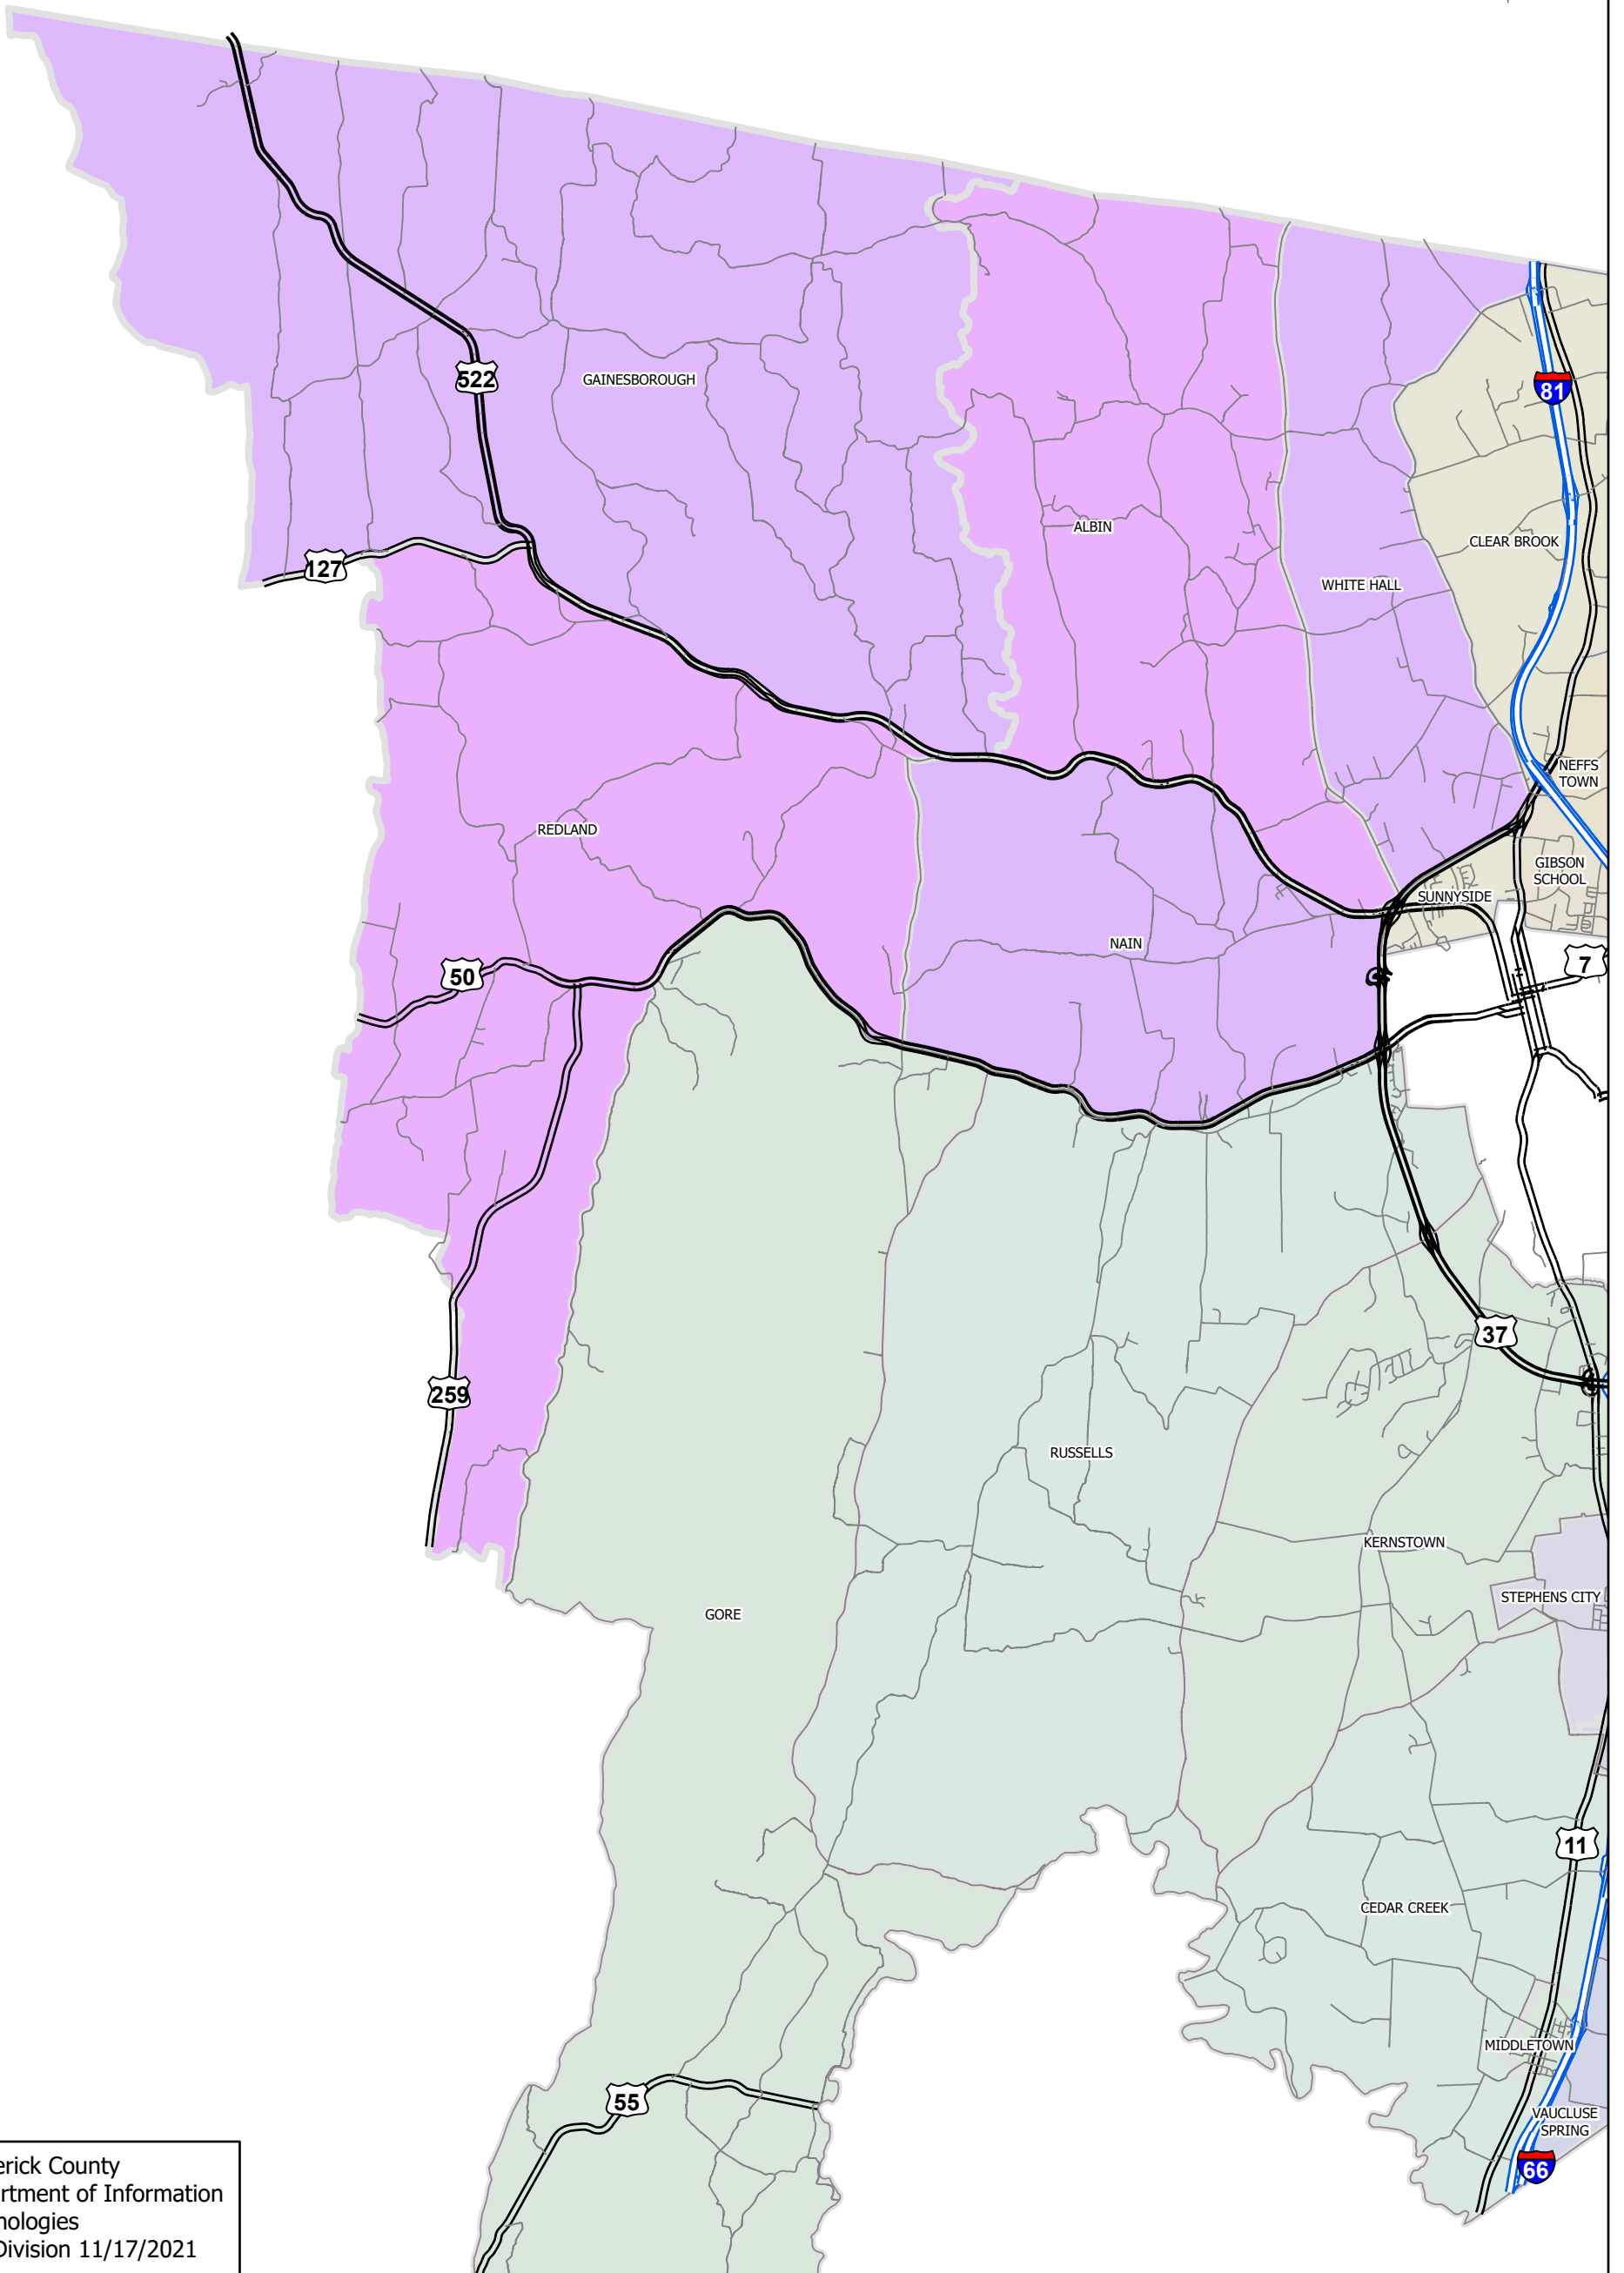 522
GAINESBOROUGH
81
ALBIN
CLEAR BROOK
127
WHITE HALL
NEFFS
TOWN
REDLAND
GIBSON
SCHOOL
SUNNYSIDE
NAIN
7
50
37
259
RUSSELLS
KERNSTOWN
STEPHENS CITY
GORE
11
CEDAR CREEK
MIDDLETOWN
55
VAUCLUSE
SPRING
66
erick County
rtment of Information
nologies
Division 11/17/2021